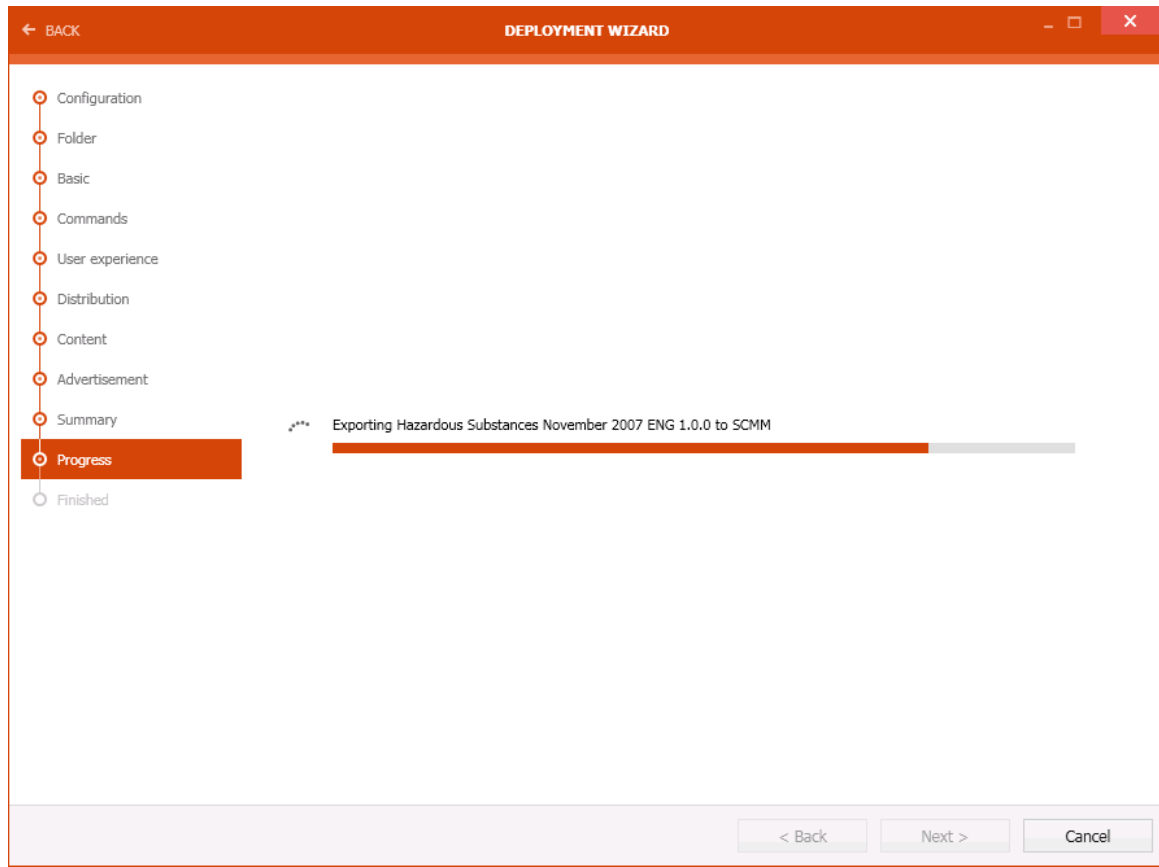 ← BACK
DEPLOYMENT WIZARD
Configuration
Folder
Basic
Commands
User experience
Distribution
Content
Advertisement
Summary
Exporting Hazardous Substances November 2007 ENG 1.0.0 to SCMM
Progress
Finished
< Back
Next >
Cancel